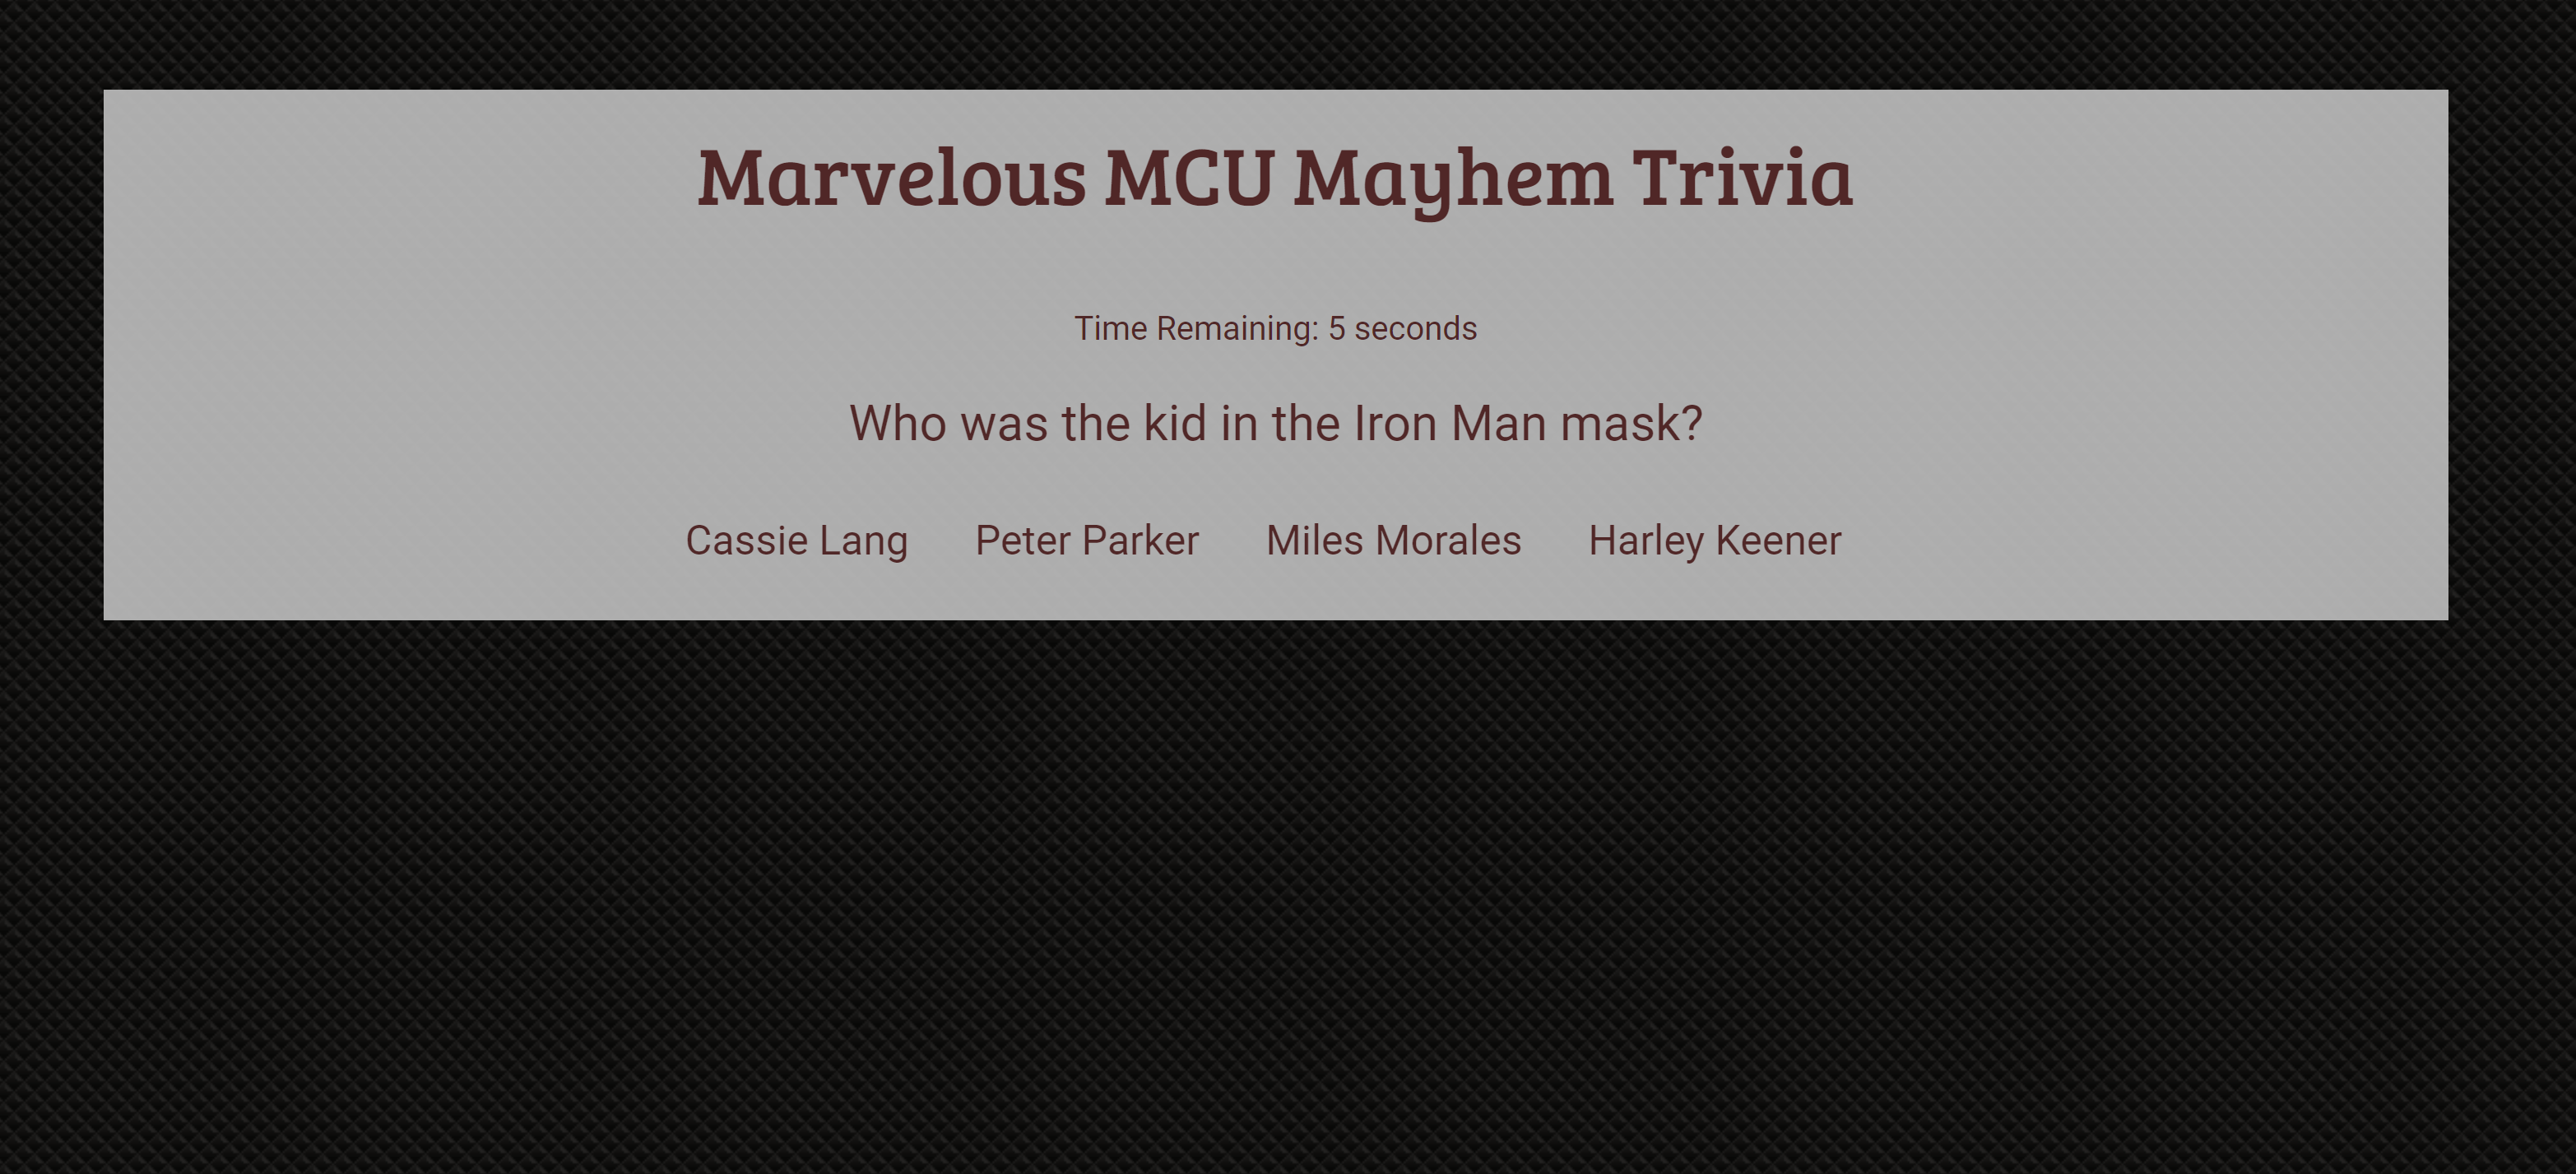 Marvelous MCU Mayhem Trivia
Time Remaining: 5 seconds
Who was the kid in the Iron Man mask?
Cassie Lang Peter Parker Miles Morales Harley Keener